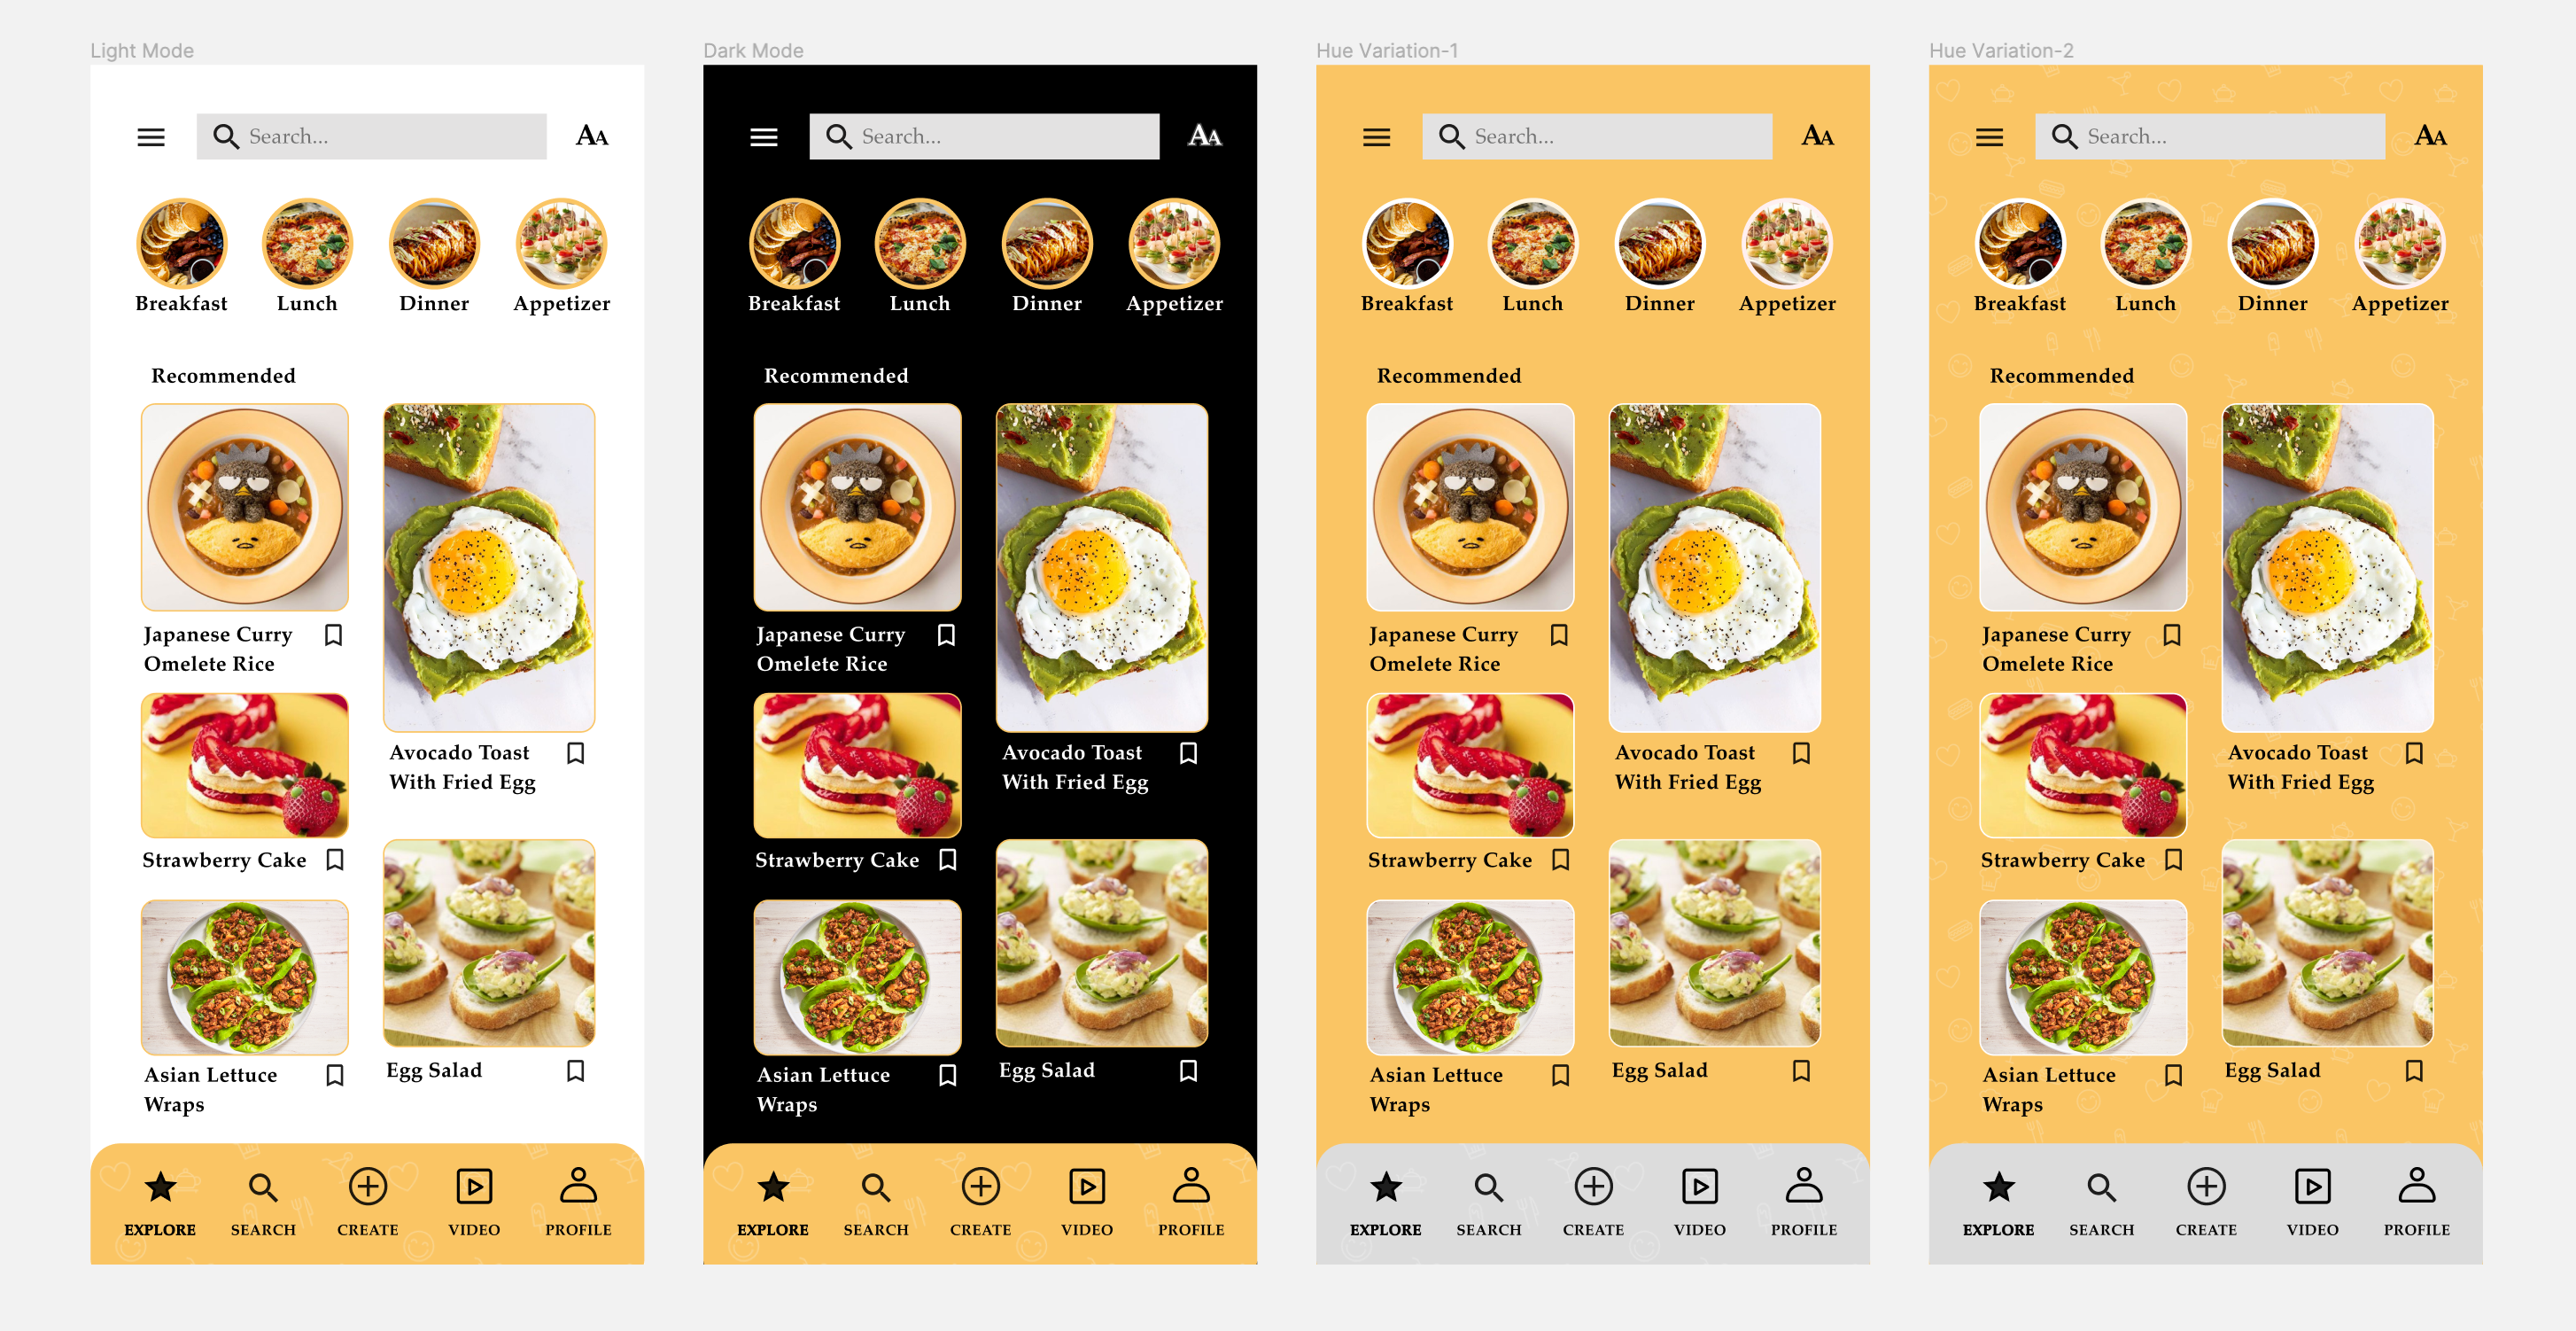 Light Mode
Search...
AA
Breakfast Lunch Dinner Appetizer
Recommended
Japanese Curry
Omelete Rice
Avocado Toast
With Fried Egg
Strawberry Cake
Egg Salad
Asian Lettuce
Wraps
EXPLORE SEARCH CREATE VIDEO PROFILE
Dark Mode
Search...
AA
Breakfast Lunch Dinner Appetizer
Recommended
Japanese Curry
Omelete Rice
Avocado Toast
With Fried Egg
Strawberry Cake
Egg Salad
Asian Lettuce
Wraps
EXPLORE SEARCH CREATE VIDEO PROFILE
Hue Variation-1
Search...
AA
Breakfast Lunch Dinner Appetizer
Recommended
Japanese Curry
Omelete Rice
Avocado Toast
With Fried Egg
Strawberry Cake
Egg Salad
Asian Lettuce
Wraps
EXPLORE SEARCH CREATE VIDEO PROFILE
Hue Variation-2
Search...
AA
Breakfast Lunch Dinner Appetizer
Recommended
Japanese Curry
Omelete Rice
Avocado Toast
With Fried Egg
Strawberry Cake
Egg Salad
Asian Lettuce
Wraps
EXPLORE SEARCH CREATE VIDEO PROFILE